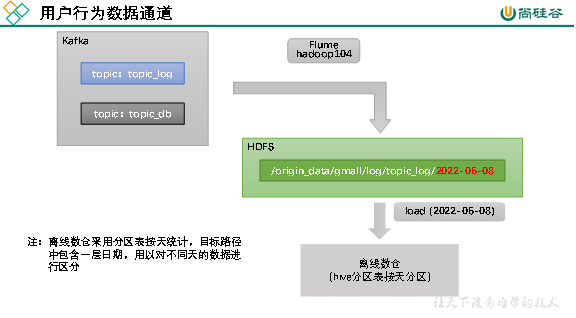 用户行为数据通道
尚硅谷
Kafka
topic：topic_log
topic：topic_db
Flume
hadoop104
HDFS
/origin_data/gmall/log/topic_log/2022-06-08
load (2022-06-08)
注：离线数仓采用分区表按天统计，目标路径
中包含一层日期，用以对不同天的数据进
行区分
离线数仓
(hive分区表按天分区)
让天下没有难学的技术